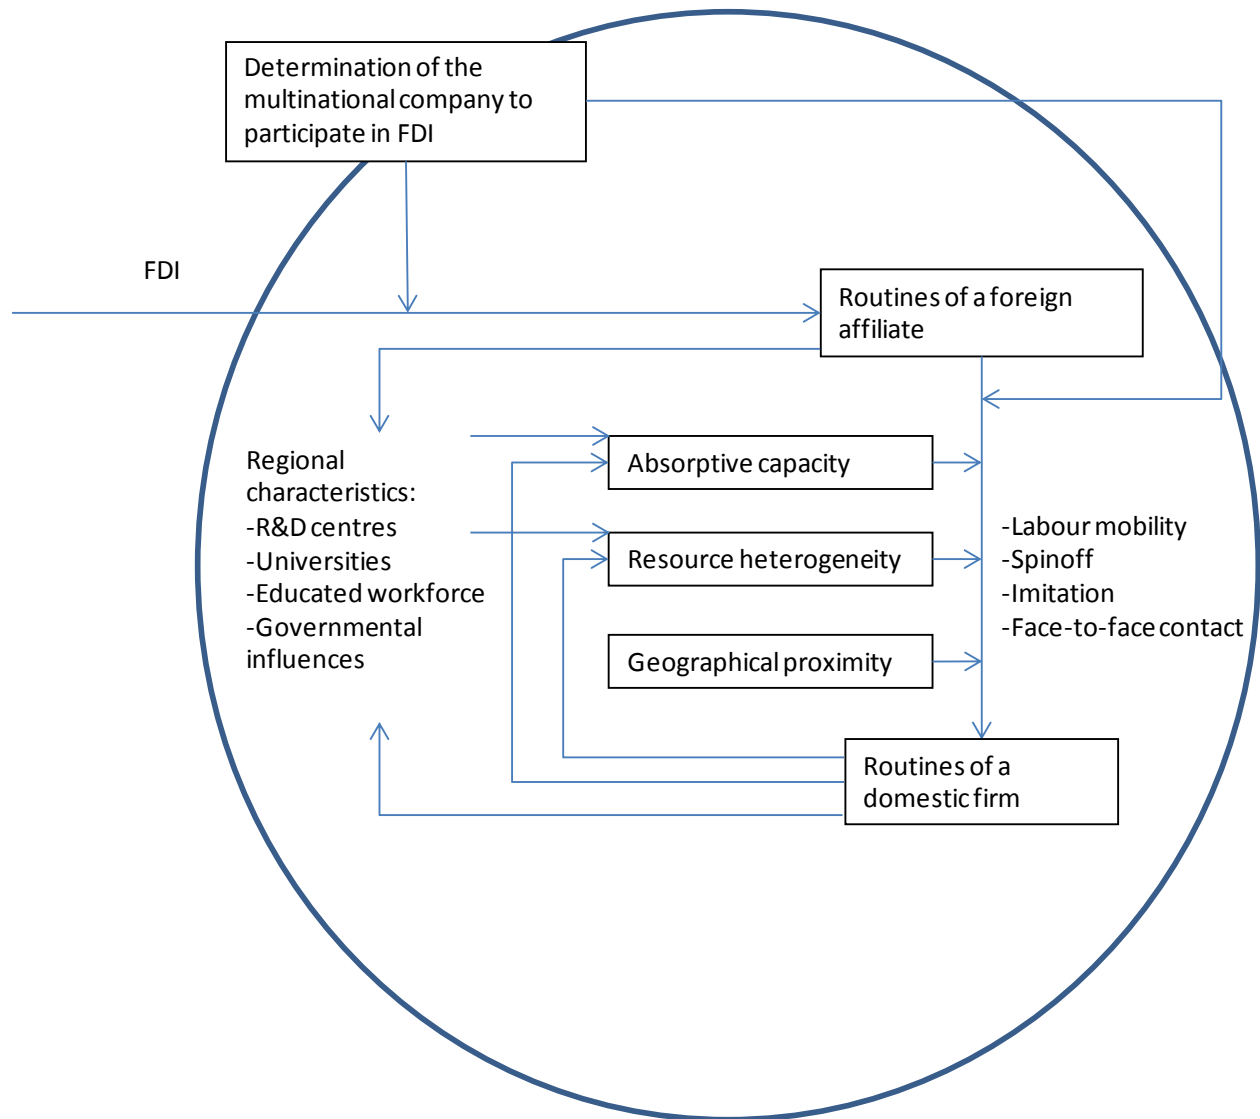 Determination of the
multinational company to
participate in FDI
FDI
Routines of a foreign
affiliate
Regional
characteristics:
-R&D centres
-Universities
-Educated workforce
-Governmental
influences
Absorptive capacity
Resource heterogeneity
Geographical proximity
-Labour mobility
-Spinoff
-Imitation
-Face-to-face contact
Routines of a
domestic firm